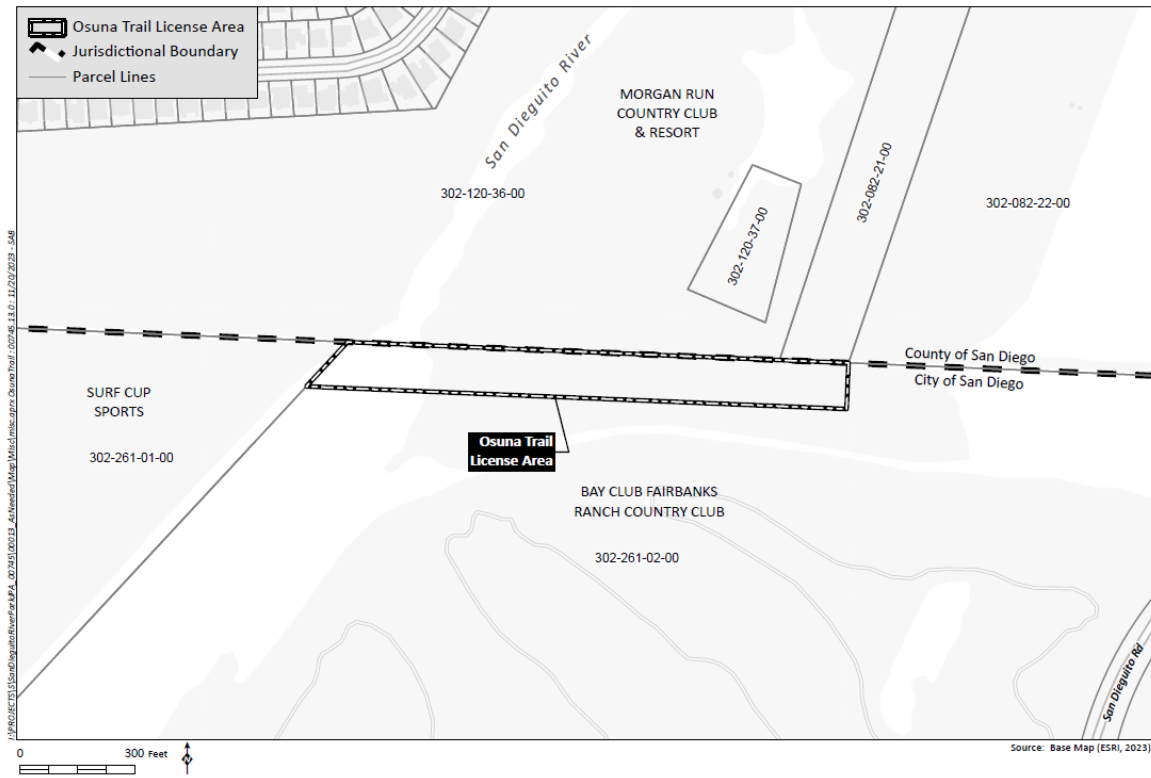 Osuna Trail License Area
Jurisdictional Boundary
Parcel Lines
San Dieguito River
MORGAN RUN
COUNTRY CLUB
& RESORT
302-120-36-00
302-120-37-00
302-082-21-00
302-082-22-00
County of San Diego
City of San Diego
SURF CUP
SPORTS
302-261-01-00
Osuna Trail
License Area
BAY CLUB FAIRBANKS
RANCH COUNTRY CLUB
302-261-02-00
San Dieguito Rd
0 300 Feet
N
Source: Base Map (ESRI, 2023)